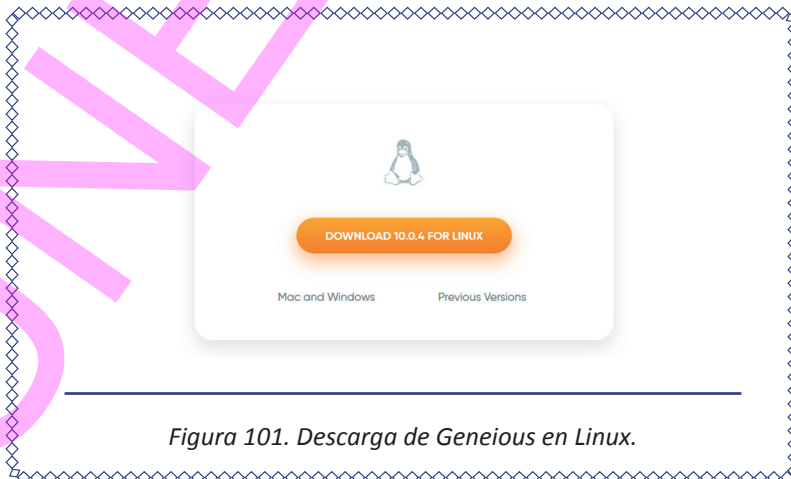 DOWNLOAD 10.0.4 FOR LINUX
Mac and Windows Previous Versions
Figura 101. Descarga de Geneious en Linux.